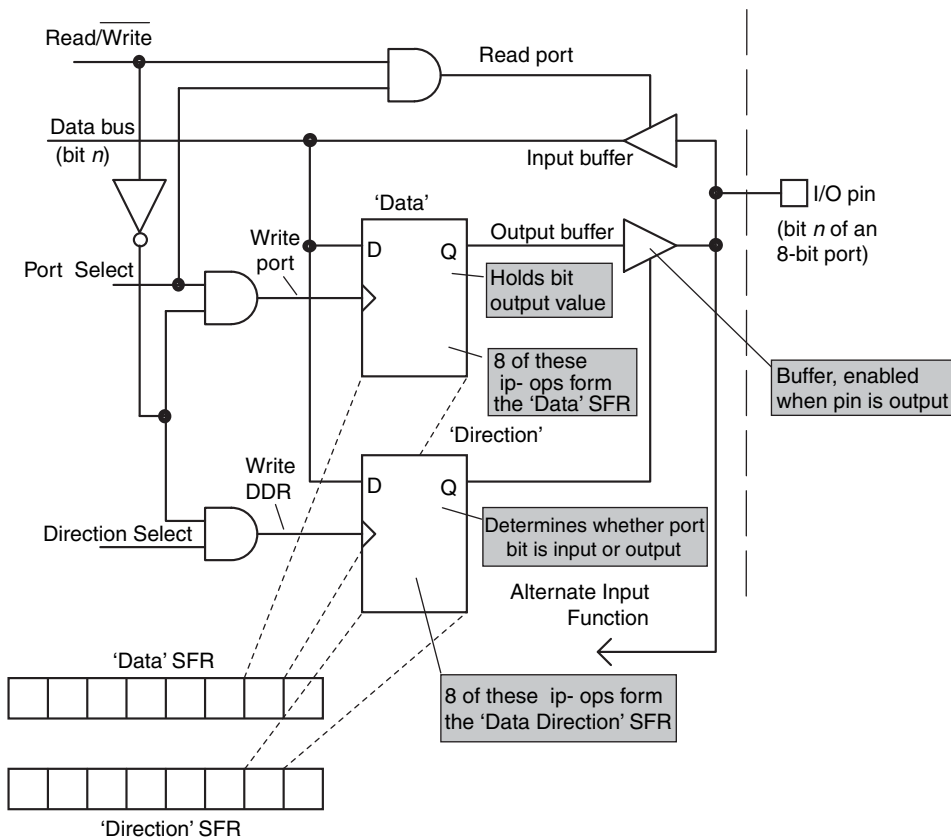 Read/Write
Read port
Data bus
(bit n)
Input buffer
I/O pin
(bit n of an
8-bit port)
'Data'
Write
port
D
Q
Output buffer
Port Select
Holds bit
output value
8 of these
ip- ops form
the 'Data' SFR
Buffer, enabled
when pin is output
'Direction'
Write
DDR
D
Q
Direction Select
Determines whether port
bit is input or output
Alternate Input
Function
'Data' SFR
8 of these ip- ops form
the 'Data Direction' SFR
'Direction' SFR